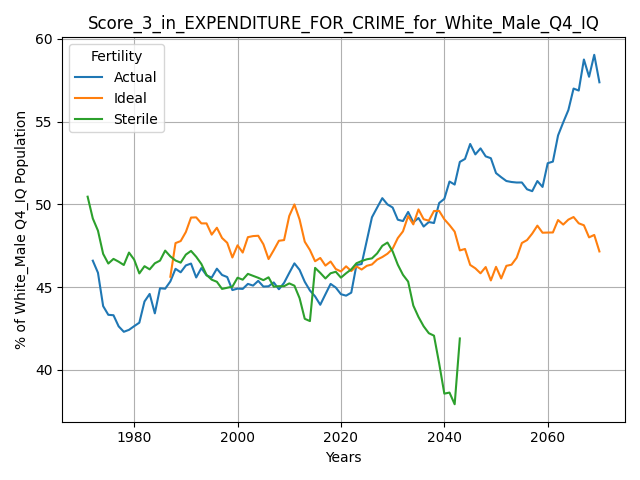 Score_3_in_EXPENDITURE_FOR_CRIME_for_White_Male_Q4_IQ
Fertility
Actual
Ideal
Sterile
% of White_Male Q4_IQ Population
60
55
50
45
40
1980
2000
2020
2040
2060
Years